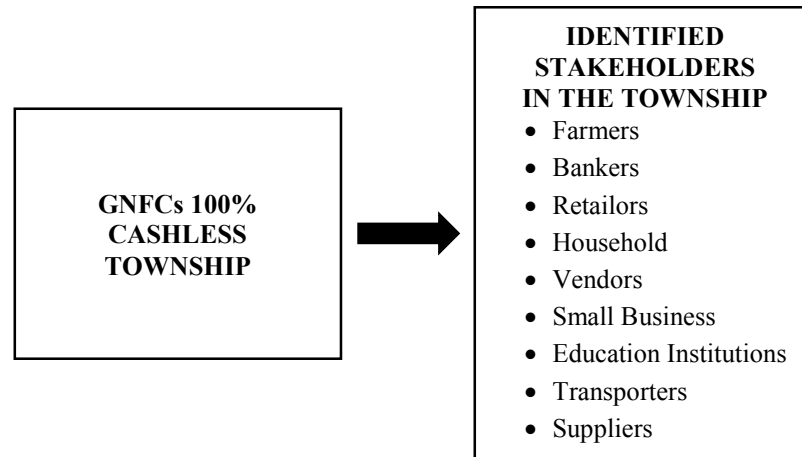 GNFCs 100%
CASHLESS
TOWNSHIP
IDENTIFIED
STAKEHOLDERS
IN THE TOWNSHIP
• Farmers
• Bankers
• Retailors
• Household
• Vendors
• Small Business
• Education Institutions
• Transporters
• Suppliers